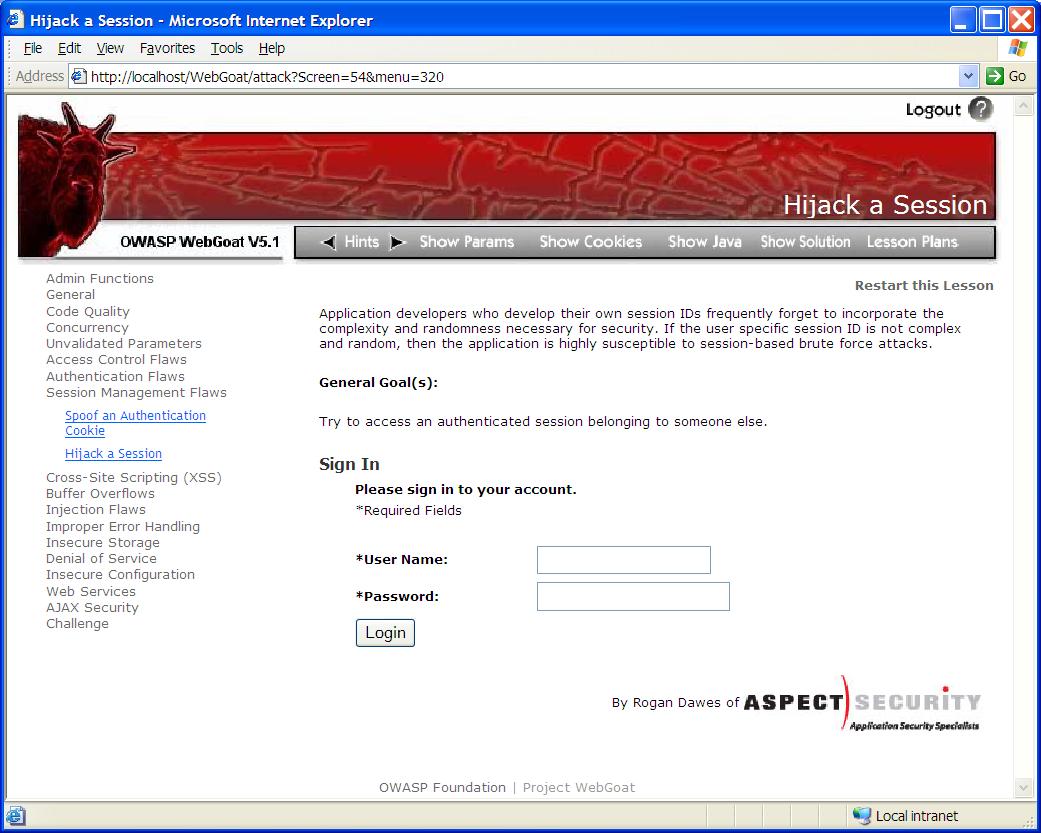 Hijack a Session - Microsoft Internet Explorer
File Edit View Favorites Tools Help
Address http://localhost/WebGoat/attack?Screen=54&menu=320 Go
Logout ?
Hijack a Session
OWASP WebGoat V5.1
Hints Show Params Show Cookies Show Java Show Solution Lesson Plans
Admin Functions
General
Code Quality
Concurrency
Unvalidated Parameters
Access Control Flaws
Authentication Flaws
Session Management Flaws
Spoof an Authentication
Cookie
Hijack a Session
Cross-Site Scripting (XSS)
Buffer Overflows
Injection Flaws
Improper Error Handling
Insecure Storage
Denial of Service
Insecure Configuration
Web Services
AJAX Security
Challenge
Restart this Lesson
Application developers who develop their own session IDs frequently forget to incorporate the
complexity and randomness necessary for security. If the user specific session ID is not complex
and random, then the application is highly susceptible to session-based brute force attacks.
General Goal(s):
Try to access an authenticated session belonging to someone else.
Sign In
Please sign in to your account.
*Required Fields
*User Name:
*Password:
Login
By Rogan Dawes of ASPECT SECURITY
Application Security Specialists
OWASP Foundation | Project WebGoat
Local intranet